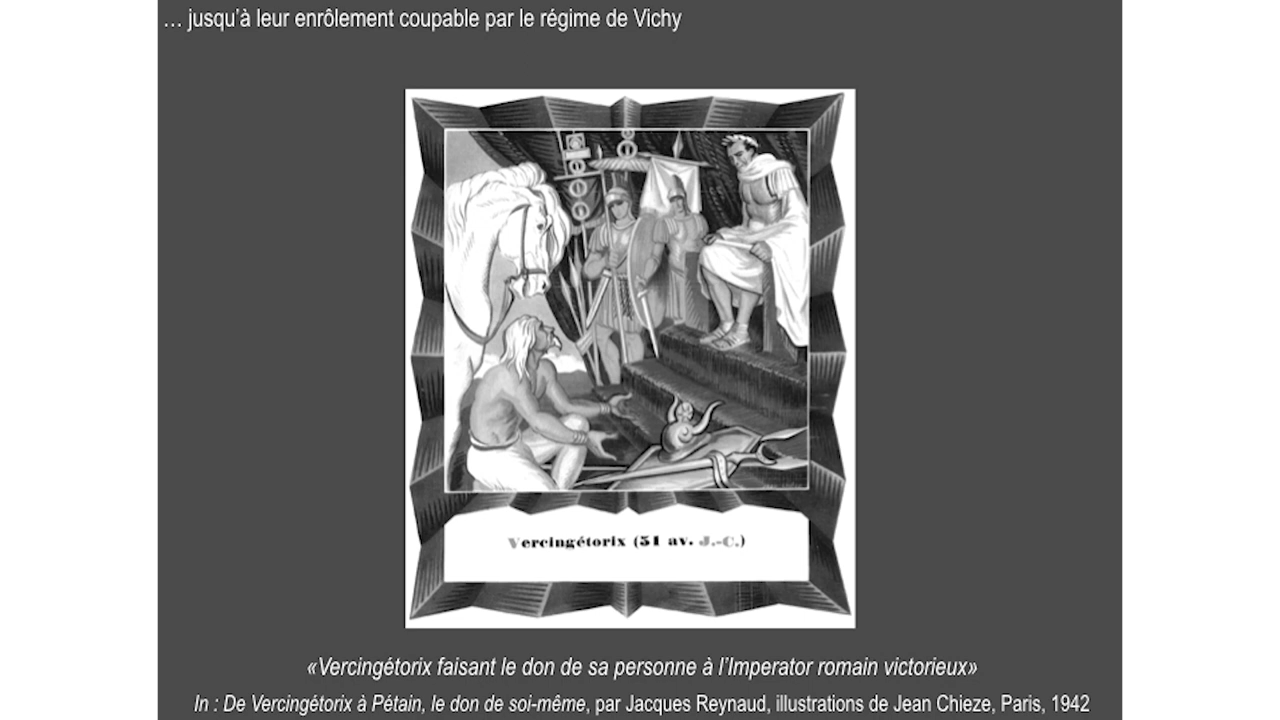 … jusqu’à leur enrôlement coupable par le régime de Vichy
Vercingétorix (51 av. J.-C.)
«Vercingétorix faisant le don de sa personne à l’Imperator romain victorieux»
In : De Vercingétorix à Pétain, le don de soi-même, par Jacques Reynaud, illustrations de Jean Chieze, Paris, 1942